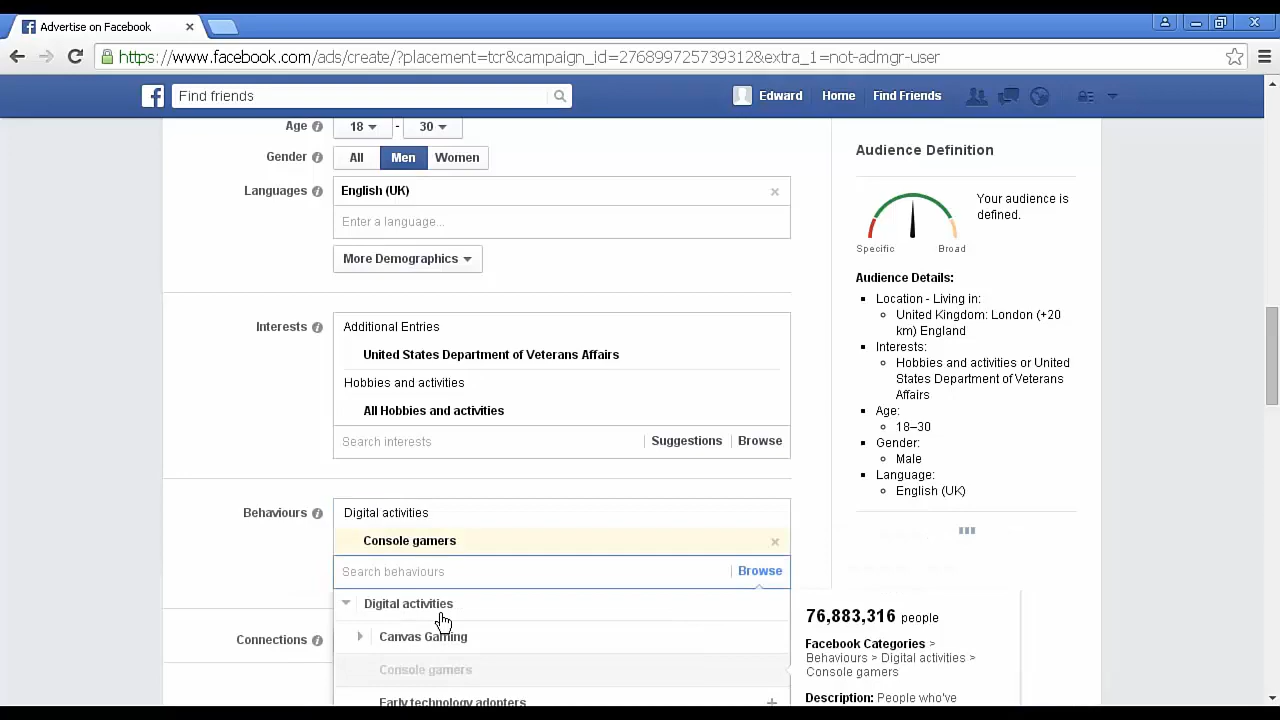 Advertise on Facebook
https://www.facebook.com/ads/create/?placement=tcr&campaign_id=276899725739312&extra_1=not-admgr-user
Find friends
Edward
Home
Find Friends
Age
18
-
30
Gender
All
Men
Women
Languages
English (UK)
Enter a language...
More Demographics
Interests
Additional Entries
United States Department of Veterans Affairs
Hobbies and activities
All Hobbies and activities
Search interests
Suggestions
Browse
Behaviours
Digital activities
Console gamers
Search behaviours
Browse
Digital activities
Canvas Gaming
Console gamers
Early technology adopters
Connections
Audience Definition
Your audience is
defined.
Specific
Broad
Audience Details:
Location - Living in:
United Kingdom: London (+20
km) England
Interests:
Hobbies and activities or United
States Department of Veterans
Affairs
Age:
18–30
Gender:
Male
Language:
English (UK)
76,883,316 people
Facebook Categories >
Behaviours > Digital activities >
Console gamers
Description: People who've